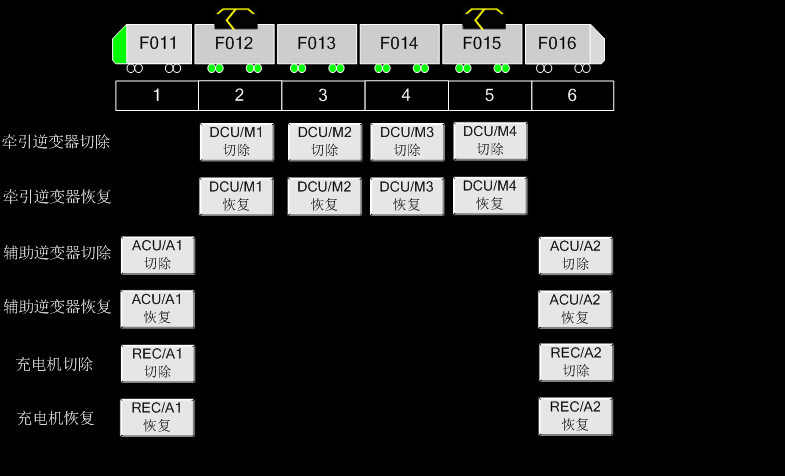 F011 F012 F013 F014 F015 F016
1 2 3 4 5 6
牵引逆变器切除 DCU/M1 切除 DCU/M2 切除 DCU/M3 切除 DCU/M4 切除
牵引逆变器恢复 DCU/M1 恢复 DCU/M2 恢复 DCU/M3 恢复 DCU/M4 恢复
辅助逆变器切除 ACU/A1 切除 ACU/A2 切除
辅助逆变器恢复 ACU/A1 恢复 ACU/A2 恢复
充电机切除 REC/A1 切除 REC/A2 切除
充电机恢复 REC/A1 恢复 REC/A2 恢复